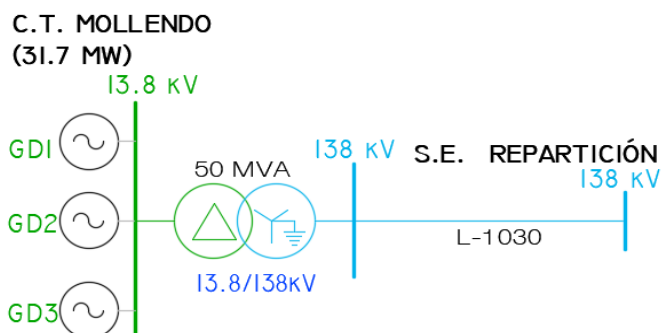 C.T. MOLLENDO
(31.7 MW)
13.8 kV
GD1
50 MVA
138 kV
S.E. REPARTICIÓN
138 kV
GD2
L-1030
13.8/138kV
GD3